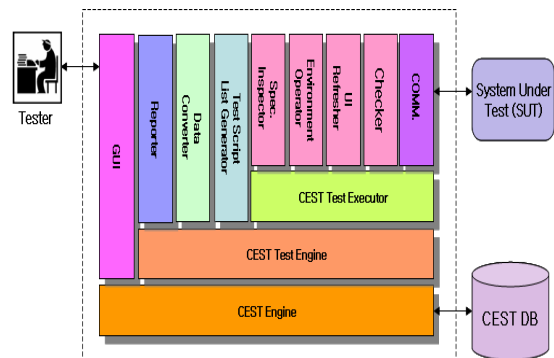 Tester
GUI
Reporter
Data
Converter
Test Script
List Generator
Spec.
Inspector
Environment
Operator
UI
Refresher
Checker
COMM.
System Under
Test (SUT)
CEST Test Executor
CEST Test Engine
CEST Engine
CEST DB